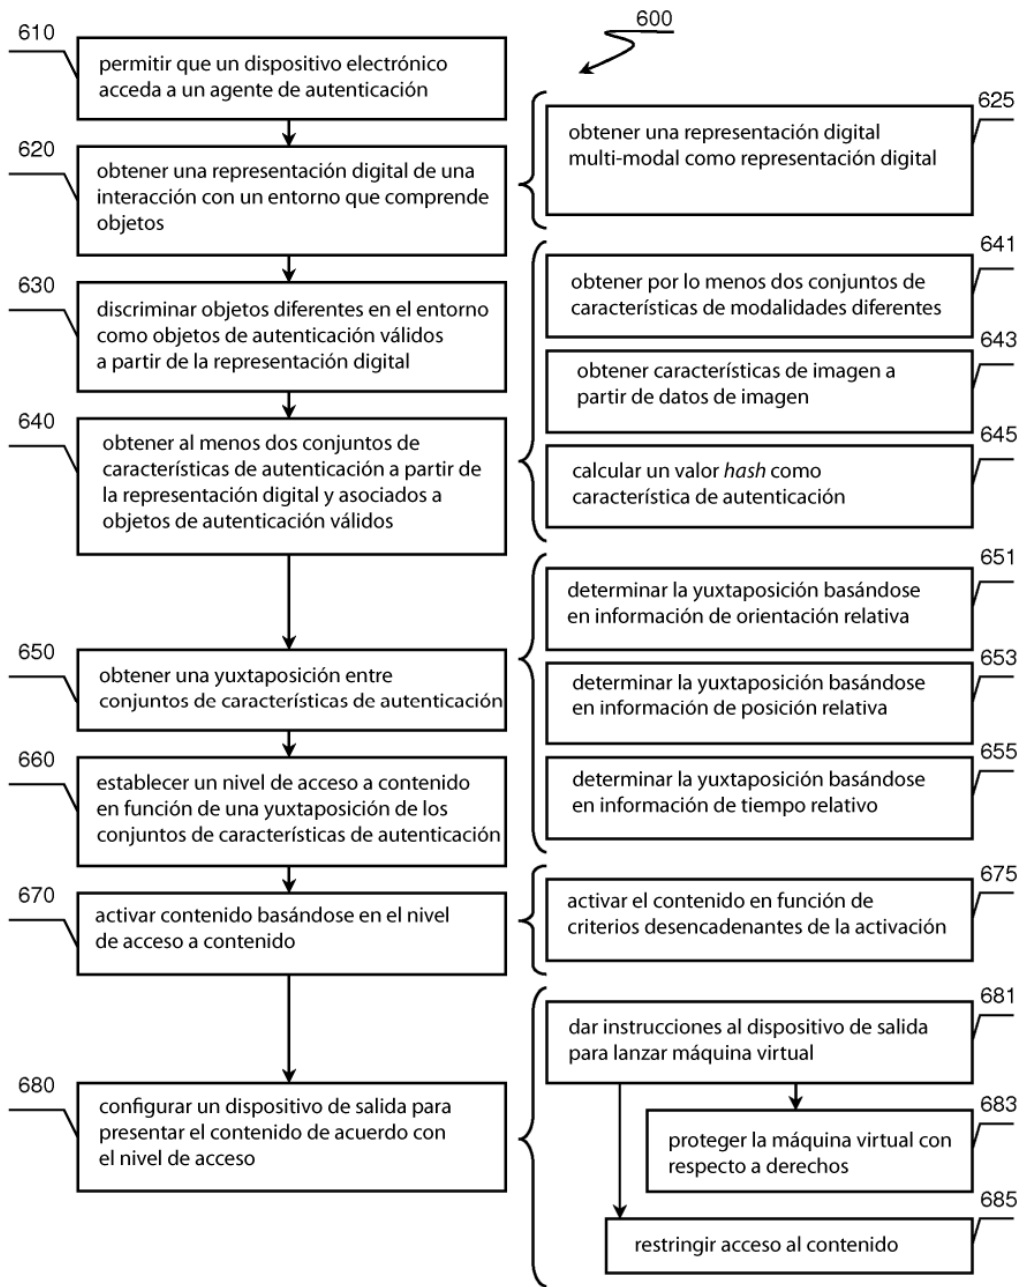 600
610
permitir que un dispositivo electrónico
acceda a un agente de autenticación
620
obtener una representación digital de una
interacción con un entorno que comprende
objetos
625
obtener una representación digital
multi-modal como representación digital
630
discriminar objetos diferentes en el entorno
como objetos de autenticación válidos
a partir de la representación digital
640
obtener al menos dos conjuntos de
características de autenticación a partir de
la representación digital y asociados a
objetos de autenticación válidos
641
obtener por lo menos dos conjuntos de
características de modalidades diferentes
643
obtener características de imagen a
partir de datos de imagen
645
calcular un valor hash como
característica de autenticación
650
obtener una yuxtaposición entre
conjuntos de características de autenticación
651
determinar la yuxtaposición basándose
en información de orientación relativa
653
determinar la yuxtaposición basándose
en información de posición relativa
655
determinar la yuxtaposición basándose
en información de tiempo relativo
660
establecer un nivel de acceso a contenido
en función de una yuxtaposición de los
conjuntos de características de autenticación
670
activar contenido basándose en el nivel
de acceso a contenido
675
activar el contenido en función de
criterios desencadenantes de la activación
680
configurar un dispositivo de salida para
presentar el contenido de acuerdo con
el nivel de acceso
681
dar instrucciones al dispositivo de salida
para lanzar máquina virtual
683
proteger la máquina virtual con
respecto a derechos
685
restringir acceso al contenido